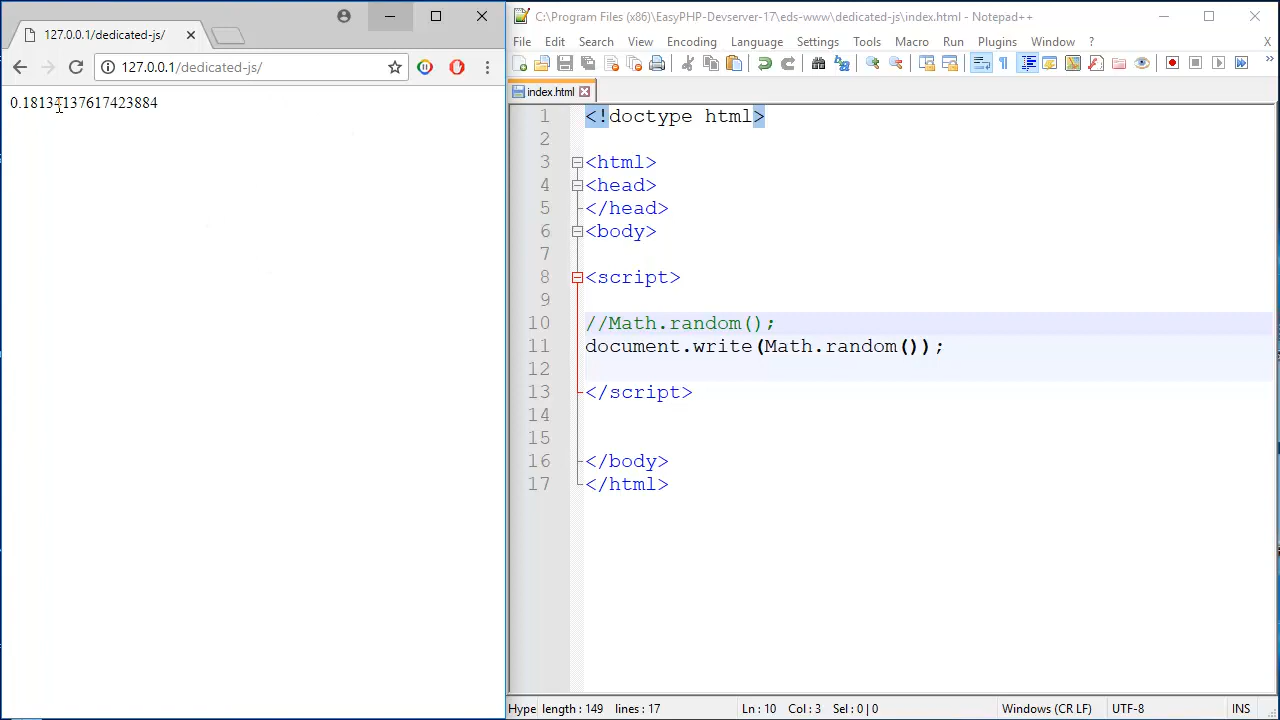 127.0.0.1/dedicated-js/
127.0.0.1/dedicated-js/
C:\Program Files (x86)\EasyPHP-Devserver-17\eds-www\dedicated-js\index.html - Notepad++
File Edit Search View Encoding Language Settings Tools Macro Run Plugins Window ? X
index.html
1 <!doctype html>
2
3 <html>
4 <head>
5 </head>
6 <body>
7
8 <script>
9
10 //Math.random();
11 document.write(Math.random());
12
13 </script>
14
15
16 </body>
17 </html>
Hype length : 149 lines : 17 Ln : 10 Col : 3 Sel : 0 | 0 Windows (CR LF) UTF-8 INS